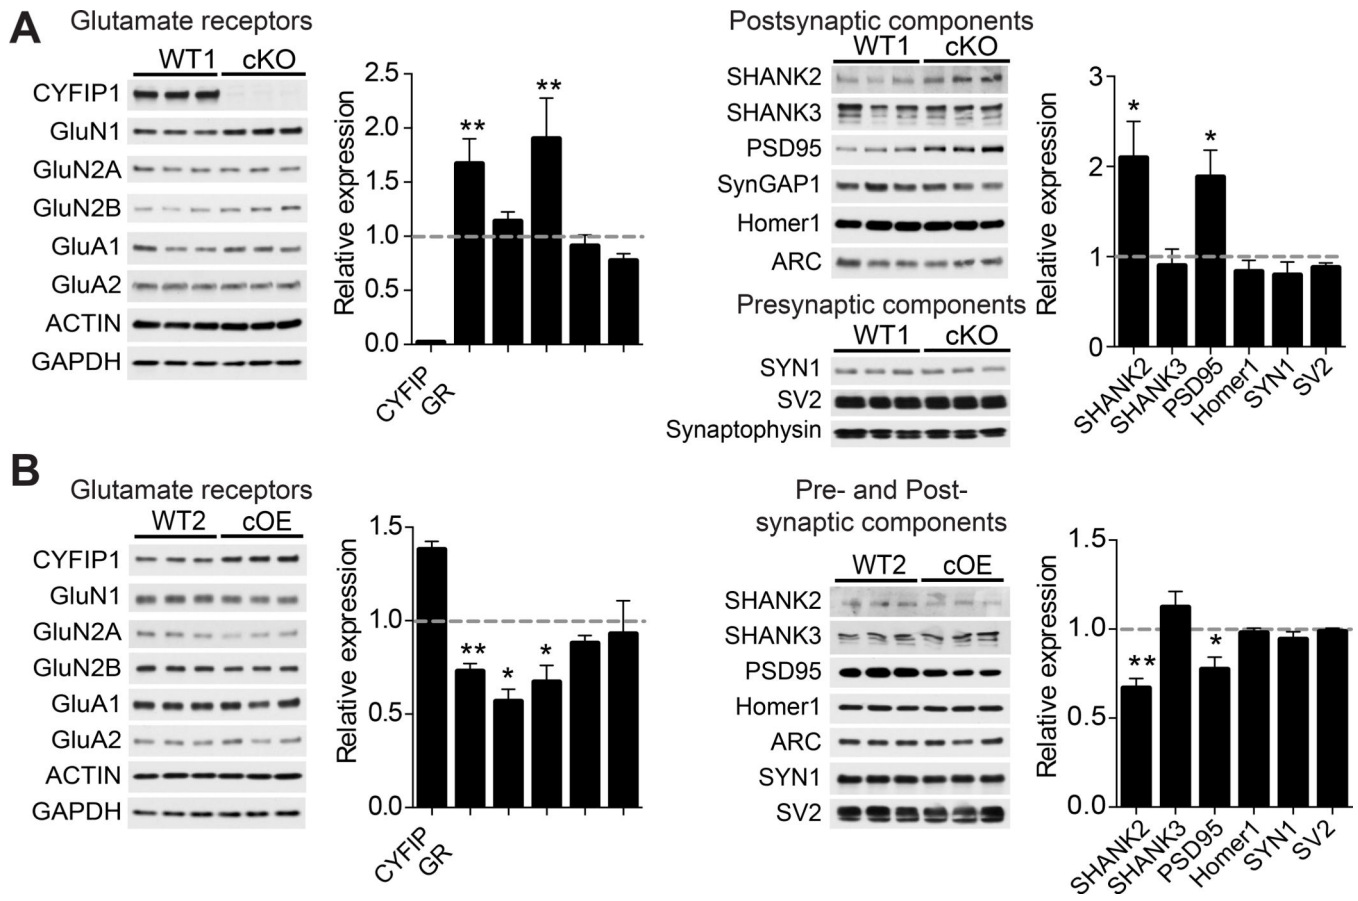 A
Glutamate receptors
WT1 cKO
CYFIP1
GluN1
GluN2A
GluN2B
GluA1
GluA2
ACTIN
GAPDH
Relative expression
2.5
2.0
1.5
1.0
0.5
0.0
** **
CYFIP
GR
Postsynaptic components
WT1 cKO
SHANK2
SHANK3
PSD95
SynGAP1
Homer1
ARC
Presynaptic components
WT1 cKO
SYN1
SV2
Synaptophysin
Relative expression
3
2
1
0
* *
SHANK2
SHANK3
PSD95
Homer1
SYN1
SV2
B
Glutamate receptors
WT2 cOE
CYFIP1
GluN1
GluN2A
GluN2B
GluA1
GluA2
ACTIN
GAPDH
Relative expression
1.5
1.0
0.5
0.0
** * *
CYFIP
GR
Pre- and Post-
synaptic components
WT2 cOE
SHANK2
SHANK3
PSD95
Homer1
ARC
SYN1
SV2
Relative expression
1.5
1.0
0.5
0.0
** *
SHANK2
SHANK3
PSD95
Homer1
SYN1
SV2